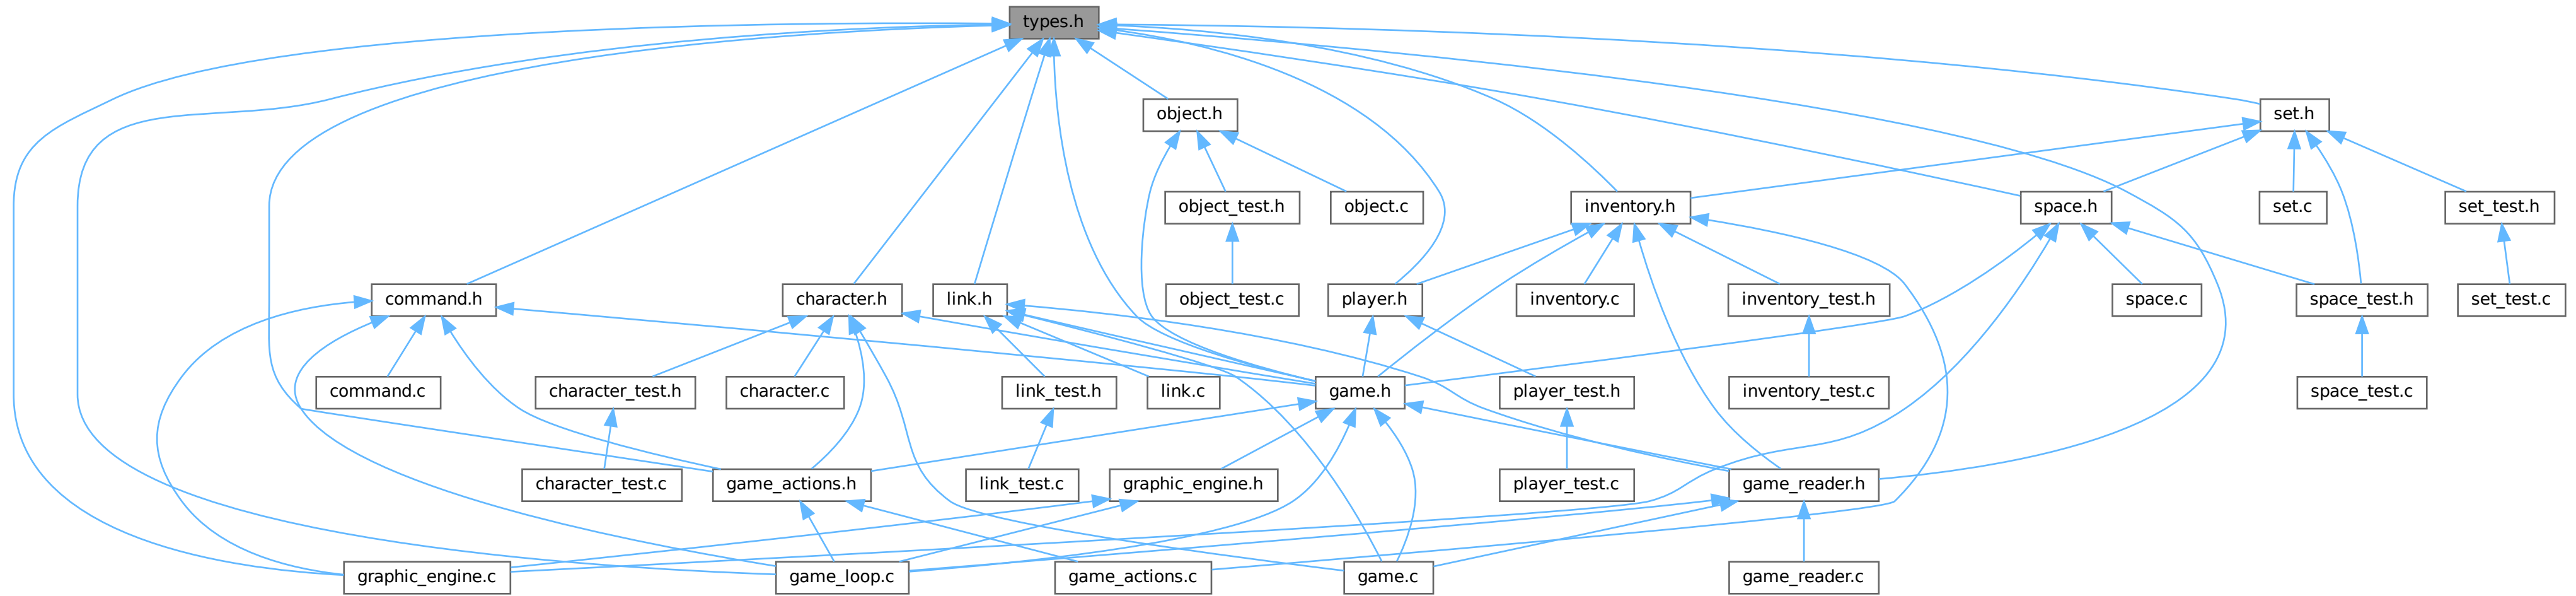 types.h
object.h
set.h
object_test.h
object.c
inventory.h
space.h
set.c
set_test.h
command.h
character.h
link.h
object_test.c
player.h
inventory.c
inventory_test.h
space.c
space_test.h
set_test.c
command.c
character_test.h
character.c
link_test.h
link.c
game.h
player_test.h
inventory_test.c
space_test.c
character_test.c
game_actions.h
link_test.c
graphic_engine.h
player_test.c
game_reader.h
graphic_engine.c
game_loop.c
game_actions.c
game.c
game_reader.c